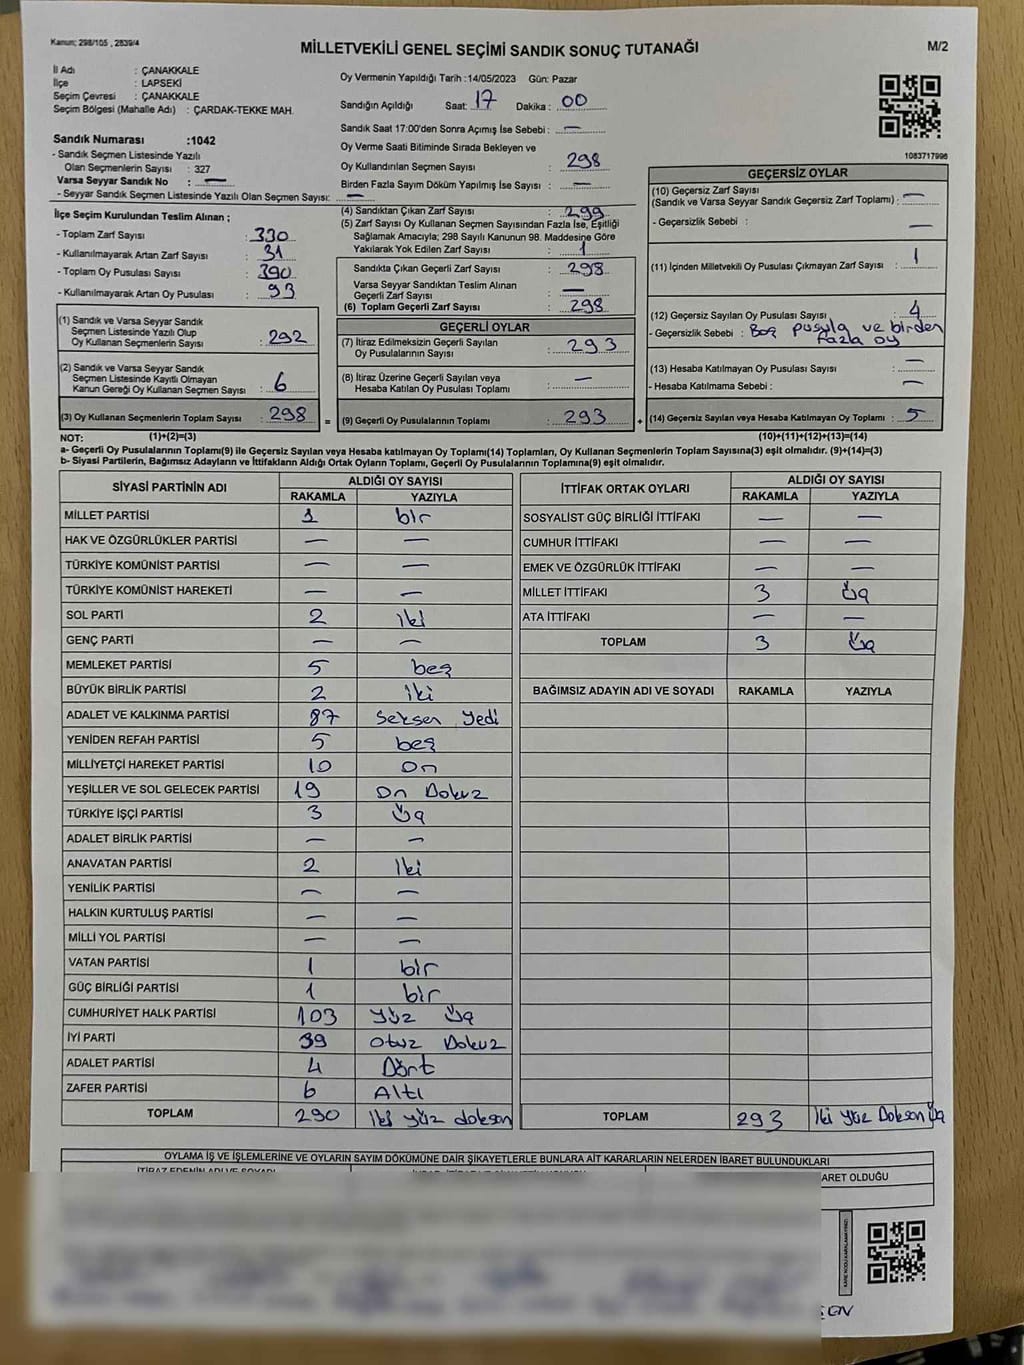 Kanun; 298/105 , 2839/4
MİLLETVEKİLİ GENEL SEÇİMİ SANDIK SONUÇ TUTANAĞI
M/2
İl Adı : ÇANAKKALE
İlçe : LAPSEKİ
Seçim Çevresi : ÇANAKKALE
Seçim Bölgesi (Mahalle Adı) : ÇARDAK-TEKKE MAH.
Sandık Numarası :1042
- Sandık Seçmen Listesinde Yazılı
Olan Seçmenlerin Sayısı : 327
Varsa Seyyar Sandık No : —
- Seyyar Sandık Seçmen Listesinde Yazılı Olan Seçmen Sayısı: —
Oy Vermenin Yapıldığı Tarih :14/05/2023 Gün: Pazar
Sandığın Açıldığı Saat: 17 Dakika : 00
Sandık Saat 17:00'den Sonra Açımış İse Sebebi : —
Oy Verme Saati Bitiminde Sırada Bekleyen ve
Oy Kullandırılan Seçmen Sayısı : 298
Birden Fazla Sayım Döküm Yapılmış İse Sayısı : —
1083717996
İlçe Seçim Kurulundan Teslim Alınan ;
- Toplam Zarf Sayısı : 330
- Kullanılmayarak Artan Zarf Sayısı : 31
- Toplam Oy Pusulası Sayısı : 390
- Kullanılmayarak Artan Oy Pusulası : 93
(1) Sandık ve Varsa Seyyar Sandık
Seçmen Listesinde Yazılı Olup
Oy Kullanan Seçmenlerin Sayısı : 292
(2) Sandık ve Varsa Seyyar Sandık
Seçmen Listesinde Kayıtlı Olmayan
Kanun Gereği Oy Kullanan Seçmen Sayısı : 6
(3) Oy Kullanan Seçmenlerin Toplam Sayısı : 298 =
(4) Sandıktan Çıkan Zarf Sayısı : 299
(5) Zarf Sayısı Oy Kullanan Seçmen Sayısından Fazla İse, Eşitliği
Sağlamak Amacıyla; 298 Sayılı Kanunun 98. Maddesine Göre
Yakılarak Yok Edilen Zarf Sayısı : 1
Sandıkta Çıkan Geçerli Zarf Sayısı : 298
Varsa Seyyar Sandıktan Teslim Alınan
Geçerli Zarf Sayısı : —
(6) Toplam Geçerli Zarf Sayısı : 298
GEÇERLİ OYLAR
(7) İtiraz Edilmeksizin Geçerli Sayılan
Oy Pusulalarının Sayısı : 293
(8) İtiraz Üzerine Geçerli Sayılan veya
Hesaba Katılan Oy Pusulası Toplamı : —
(9) Geçerli Oy Pusulalarının Toplamı : 293 +
GEÇERSİZ OYLAR
(10) Geçersiz Zarf Sayısı
(Sandık ve Varsa Seyyar Sandık Geçersiz Zarf Toplamı) : —
- Geçersizlik Sebebi : —
(11) İçinden Milletvekili Oy Pusulası Çıkmayan Zarf Sayısı : 1
(12) Geçersiz Sayılan Oy Pusulası Sayısı : 4
- Geçersizlik Sebebi : Boş pusula ve birden
fazla oy
(13) Hesaba Katılmayan Oy Sayısı : —
- Hesaba Katılmama Sebebi : —
(14) Geçersiz Sayılan veya Hesaba Katılmayan Oy Toplamı : 5
NOT: (1)+(2)=(3) (10)+(11)+(12)+(13)=(14)
a- Geçerli Oy Pusulalarının Toplamı(9) ile Geçersiz Sayılan veya Hesaba katılmayan Oy Toplamı(14) Toplamları, Oy Kullanan Seçmenlerin Toplam Sayısına(3) eşit olmalıdır. (9)+(14)=(3)
b- Siyasi Partilerin, Bağımsız Adayların ve İttifakların Aldığı Ortak Oyların Toplamı, Geçerli Oy Pusulalarının Toplamına(9) eşit olmalıdır.
SİYASİ PARTİNİN ADI ALDIĞI OY SAYISI
RAKAMLA YAZIYLA
MİLLET PARTİSİ 1 bir
HAK VE ÖZGÜRLÜKLER PARTİSİ — —
TÜRKİYE KOMÜNİST PARTİSİ — —
TÜRKİYE KOMÜNİST HAREKETİ — —
SOL PARTİ 2 iki
GENÇ PARTİ — —
MEMLEKET PARTİSİ 5 beş
BÜYÜK BİRLİK PARTİSİ 2 iki
ADALET VE KALKINMA PARTİSİ 87 Seksen Yedi
YENİDEN REFAH PARTİSİ 5 beş
MİLLİYETÇİ HAREKET PARTİSİ 10 On
YEŞİLLER VE SOL GELECEK PARTİSİ 19 On Dokuz
TÜRKİYE İŞÇİ PARTİSİ 3 Üç
ADALET BİRLİK PARTİSİ — —
ANAVATAN PARTİSİ 2 İki
YENİLİK PARTİSİ — —
HALKIN KURTULUŞ PARTİSİ — —
MİLLİ YOL PARTİSİ — —
VATAN PARTİSİ 1 bir
GÜÇ BİRLİĞİ PARTİSİ 1 bir
CUMHURİYET HALK PARTİSİ 103 Yüz Üç
İYİ PARTİ 39 Otuz Dokuz
ADALET PARTİSİ 4 Dört
ZAFER PARTİSİ 6 Altı
TOPLAM 290 İki yüz doksan
İTTİFAK ORTAK OYLARI ALDIĞI OY SAYISI
RAKAMLA YAZIYLA
SOSYALİST GÜÇ BİRLİĞİ İTTİFAKI — —
CUMHUR İTTİFAKI — —
EMEK VE ÖZGÜRLÜK İTTİFAKI — —
MİLLET İTTİFAKI 3 Üç
ATA İTTİFAKI — —
TOPLAM 3 Üç
BAĞIMSIZ ADAYIN ADI VE SOYADI RAKAMLA YAZIYLA
TOPLAM 293 İki yüz Doksan Üç
OYLAMA İŞ VE İŞLEMLERİNE VE OYLARIN SAYIM DÖKÜMÜNE DAİR ŞİKAYETLERLE BUNLARA AİT KARARLARIN NELERDEN İBARET BULUNDUKLARI
İTİRAZ EDENİN ADI VE SOYADI
ARET OLDUĞU
KARE KODU KARALAMAYINIZ!